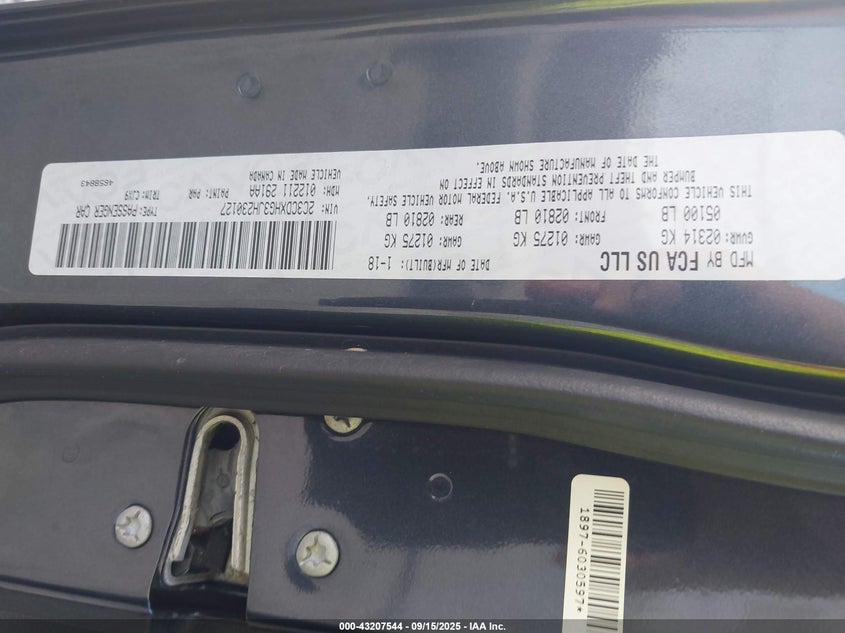 MFD BY FCA US LLC
DATE OF MFR(BUILT): 1-18
GVWR: 02314 KG
GAWR: 01275 KG
GAWR: 01275 KG
05100 LB
FRONT: 02810 LB
REAR: 02810 LB
THIS VEHICLE CONFORMS TO ALL APPLICABLE U.S.A. FEDERAL MOTOR VEHICLE SAFETY,
BUMPER AND THEFT PREVENTION STANDARDS IN EFFECT ON
THE DATE OF MANUFACTURE SHOWN ABOVE.
TYPE: PASSENGER CAR
VIN: 2C3CDXHG3JH230127
TRIM: CJX9
PAINT: PAR
MDH: 012211 291AA
VEHICLE MADE IN CANADA
4658843
1897-6030597*
000-43207544 - 09/15/2025 - IAA Inc.